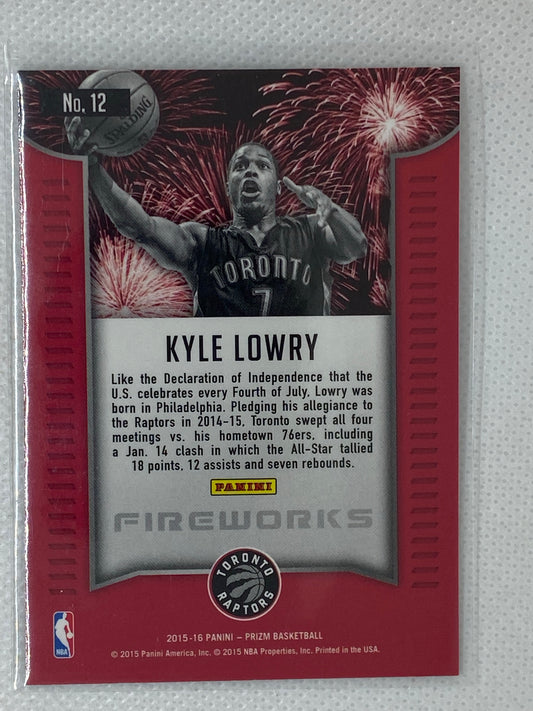 No. 12
SPALDING
TORONTO
7
KYLE LOWRY
Like the Declaration of Independence that the
U.S. celebrates every Fourth of July, Lowry was
born in Philadelphia. Pledging his allegiance to
the Raptors in 2014-15, Toronto swept all four
meetings vs. his hometown 76ers, including
a Jan. 14 clash in which the All-Star tallied
18 points, 12 assists and seven rebounds.
PANINI
FIREWORKS
TORONTO
RAPTORS
NBA
2015-16 PANINI – PRIZM BASKETBALL
© 2015 Panini America, Inc. © 2015 NBA Properties, Inc. Printed in the USA.